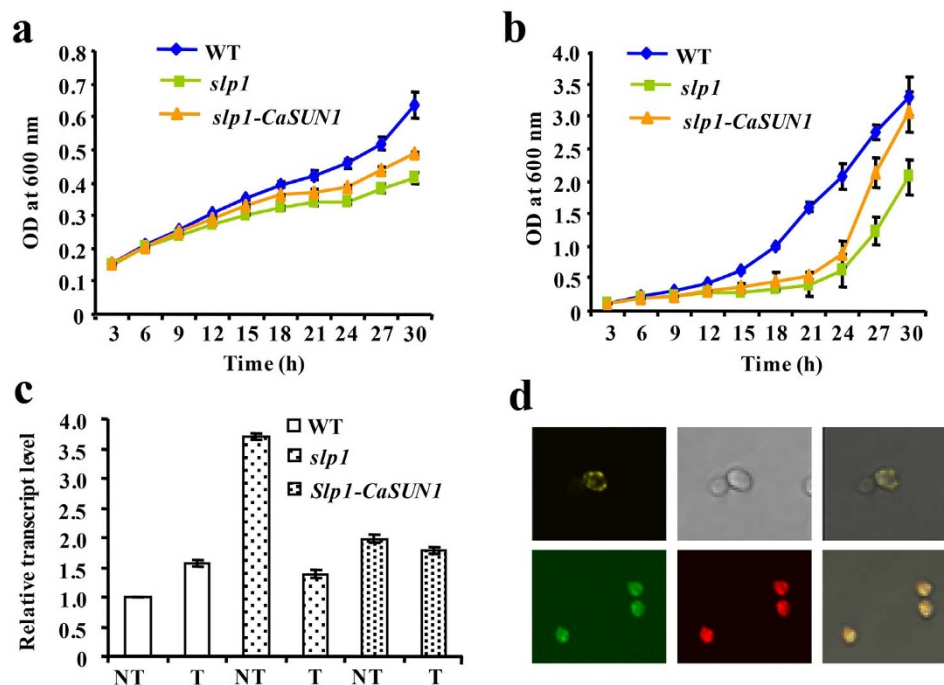 a
WT
slp1
slp1-CaSUN1
OD at 600 nm
0.8
0.7
0.6
0.5
0.4
0.3
0.2
0.1
0
3 6 9 12 15 18 21 24 27 30
Time (h)
b
WT
slp1
slp1-CaSUN1
OD at 600 nm
4.0
3.5
3.0
2.5
2.0
1.5
1.0
0.5
0
3 6 9 12 15 18 21 24 27 30
Time (h)
c
WT
slp1
Slp1-CaSUN1
Relative transcript level
4.0
3.5
3.0
2.5
2.0
1.5
1.0
0.5
0
NT T NT T NT T
d